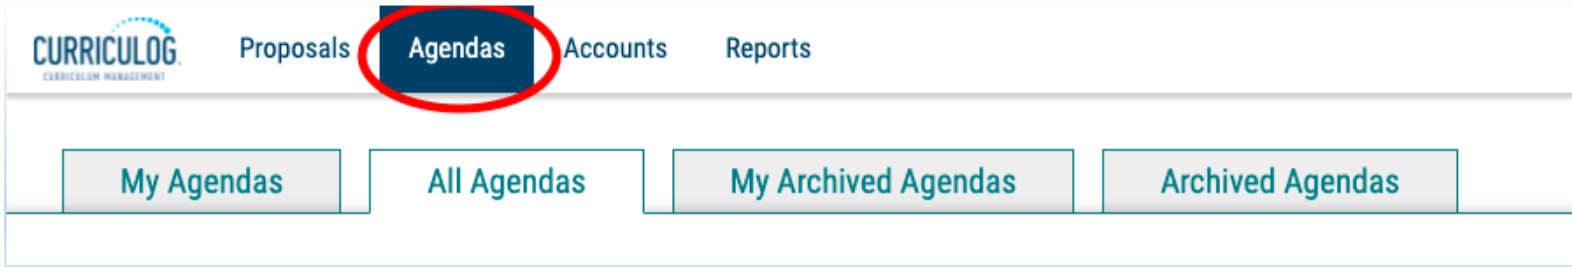 CURRICULOG Proposals Agendas Accounts Reports
CURRICULUM MANAGEMENT
My Agendas All Agendas My Archived Agendas Archived Agendas